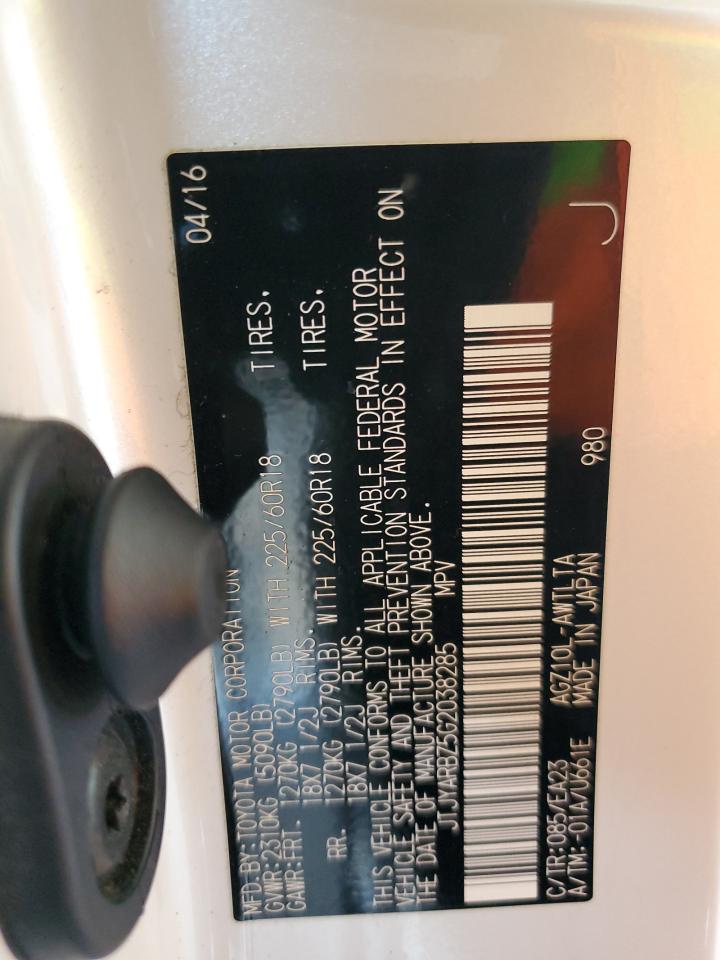 MFD.BY:TOYOTA MOTOR CORPORATION 04/16
GVWR:2310KG (5090LB)
GAWR:FRT. 1270KG (2790LB) WITH 225/60R18 TIRES.
18X7 1/2J RIMS.
RR. 1270KG (2790LB) WITH 225/60R18 TIRES.
18X7 1/2J RIMS.
THIS VEHICLE CONFORMS TO ALL APPLICABLE FEDERAL MOTOR
VEHICLE SAFETY AND THEFT PREVENTION STANDARDS IN EFFECT ON
THE DATE OF MANUFACTURE SHOWN ABOVE.
JTJYARBZ5G2038285 MPV
C/TR:085/EA23 AGZ10L-AWTLTA 980
A/TM:-01A/U661E MADE IN JAPAN J